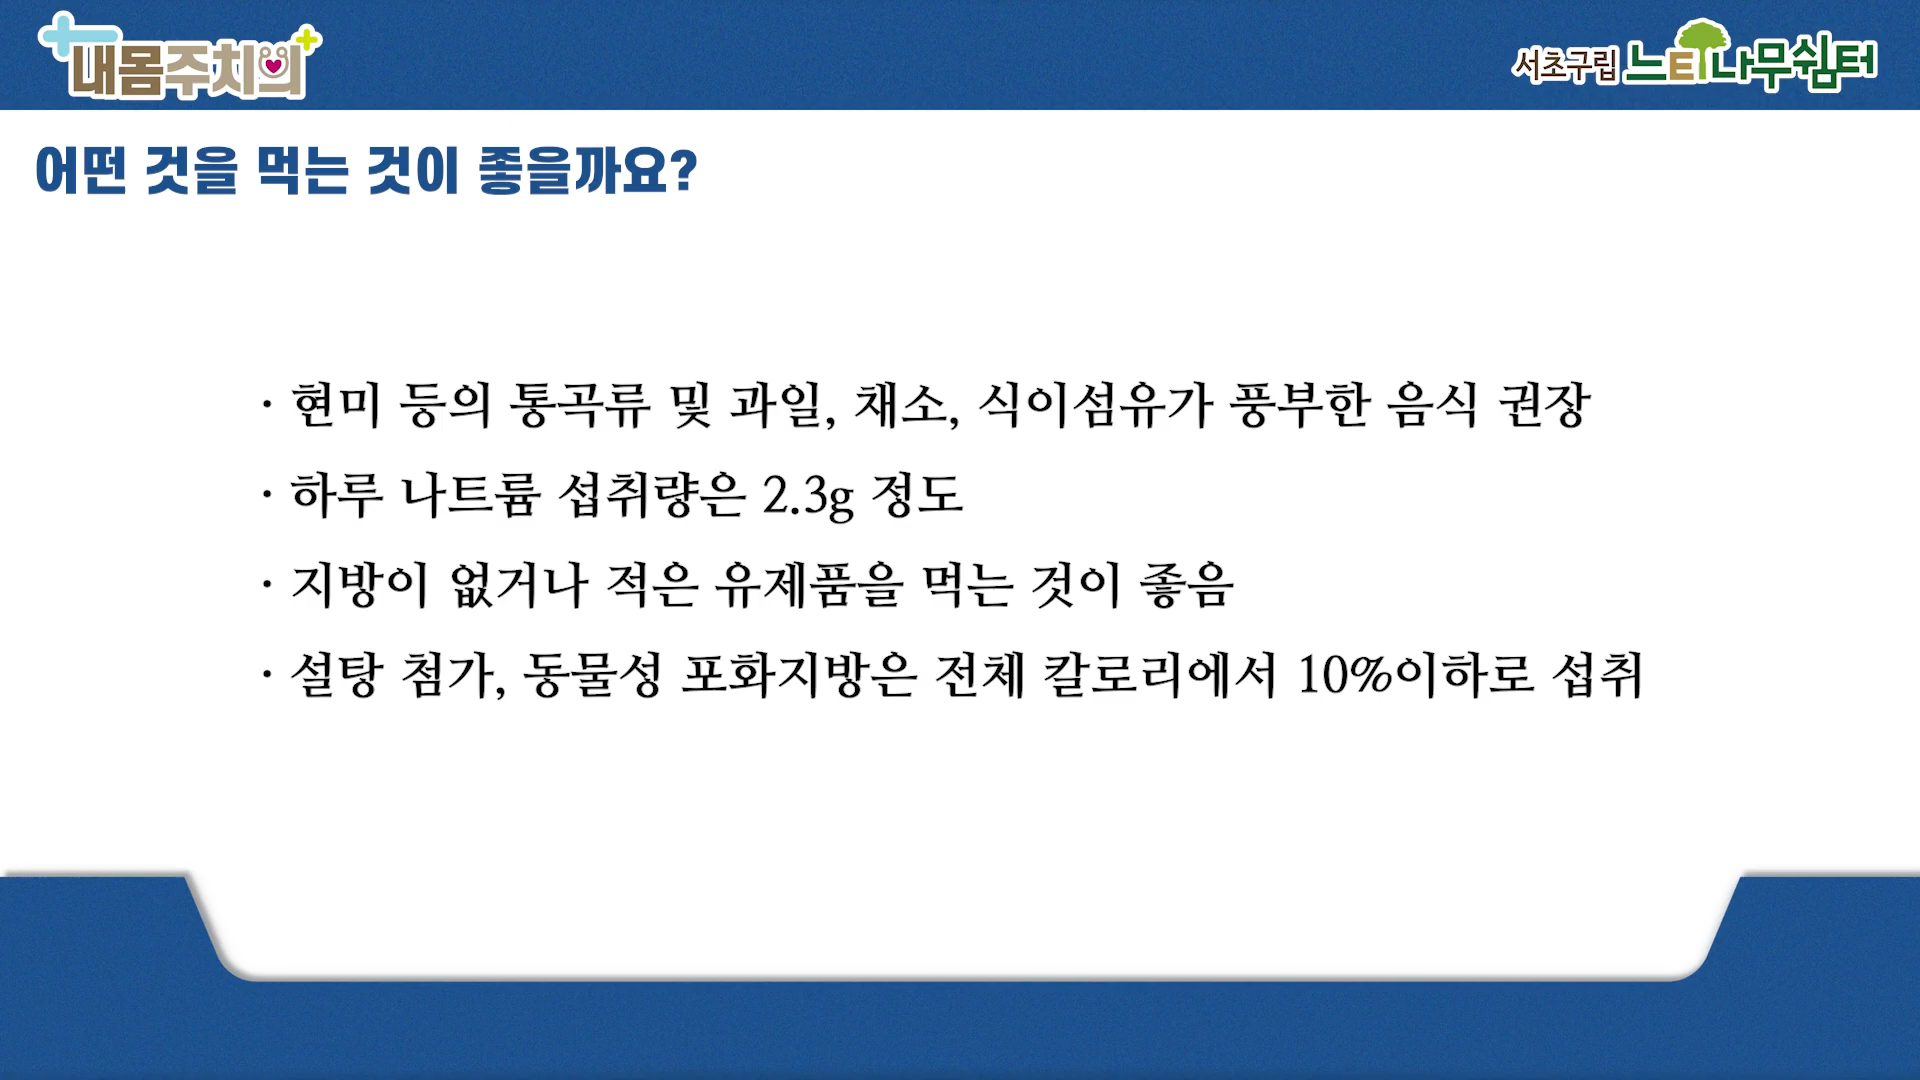 내몸주치의
서초구립 느티나무쉼터
어떤 것을 먹는 것이 좋을까요?
· 현미 등의 통곡류 및 과일, 채소, 식이섬유가 풍부한 음식 권장
· 하루 나트륨 섭취량은 2.3g 정도
· 지방이 없거나 적은 유제품을 먹는 것이 좋음
· 설탕 첨가, 동물성 포화지방은 전체 칼로리에서 10%이하로 섭취